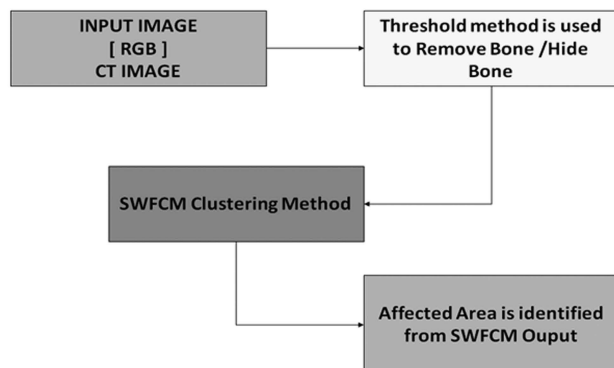 INPUT IMAGE
[ RGB ]
CT IMAGE
Threshold method is used
to Remove Bone /Hide
Bone
SWFCM Clustering Method
Affected Area is identified
from SWFCM Ouput